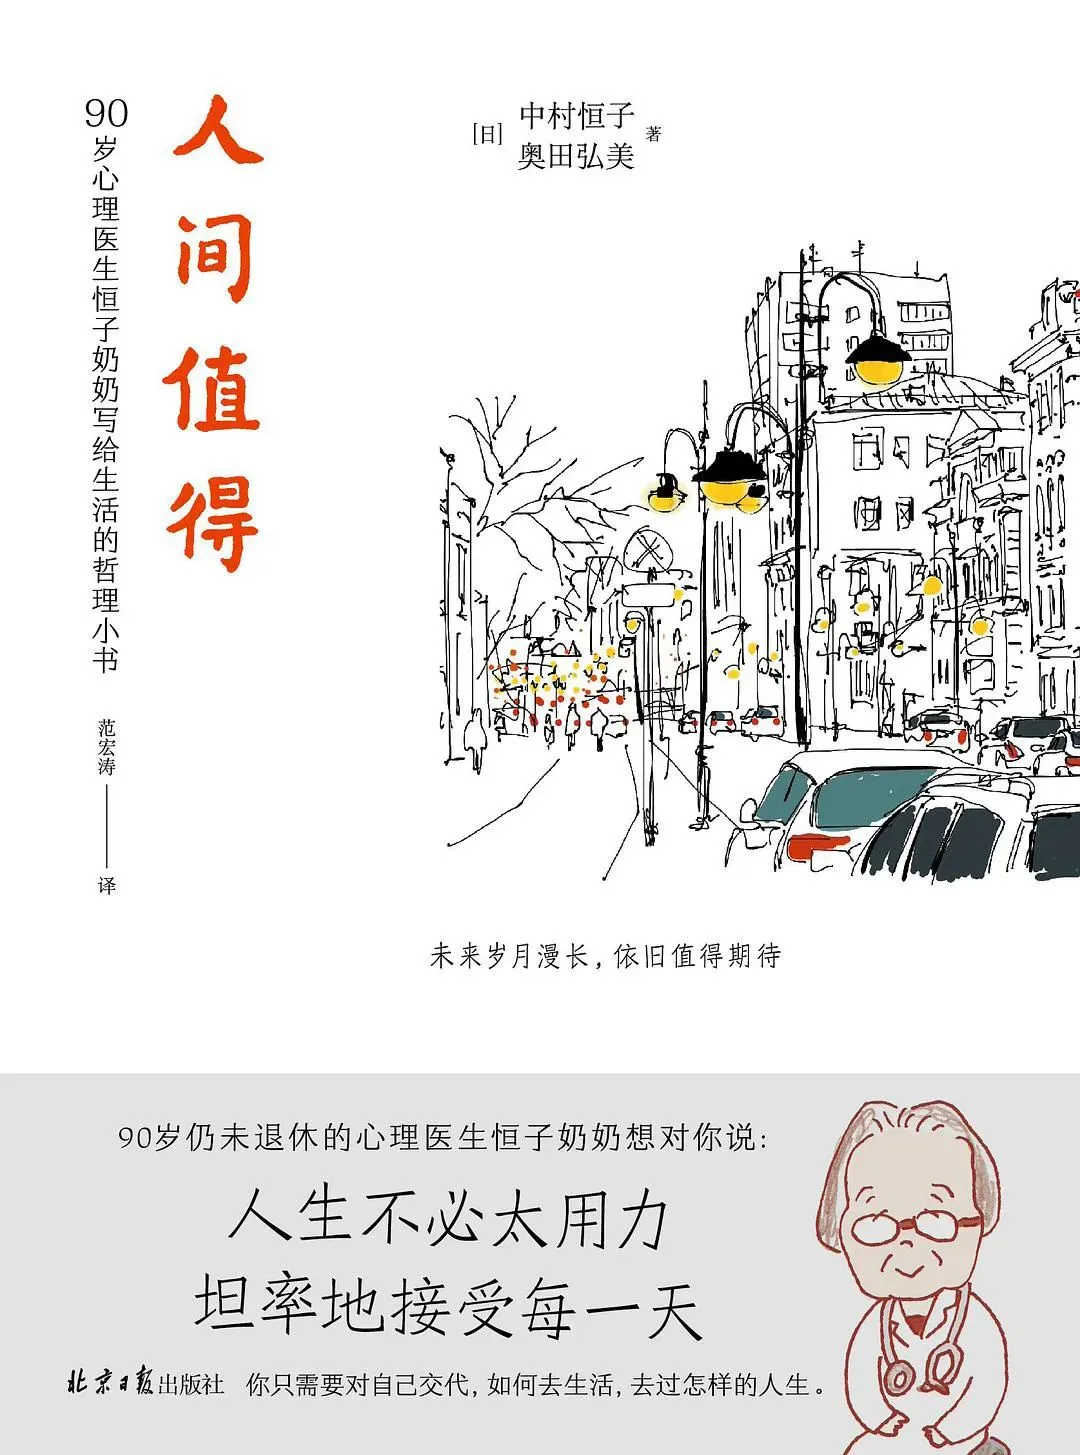 人间值得
90岁心理医生恒子奶奶写给生活的哲理小书
范宏涛——译
[日] 中村恒子 著
奥田弘美
未来岁月漫长，依旧值得期待
90岁仍未退休的心理医生恒子奶奶想对你说：
人生不必太用力
坦率地接受每一天
北京日报出版社 你只需要对自己交代，如何去生活，去过怎样的人生。